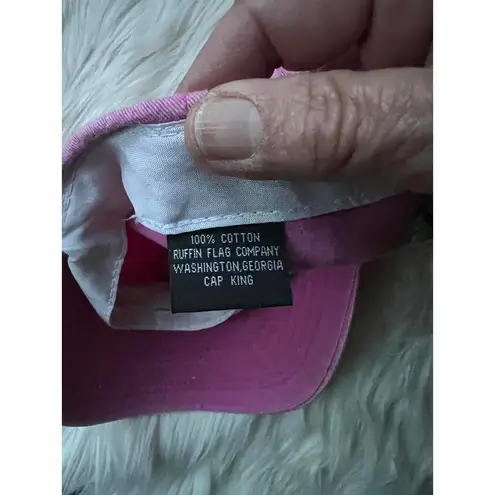 100% COTTON
RUFFIN FLAG COMPANY
WASHINGTON,GEORGIA
CAP KING